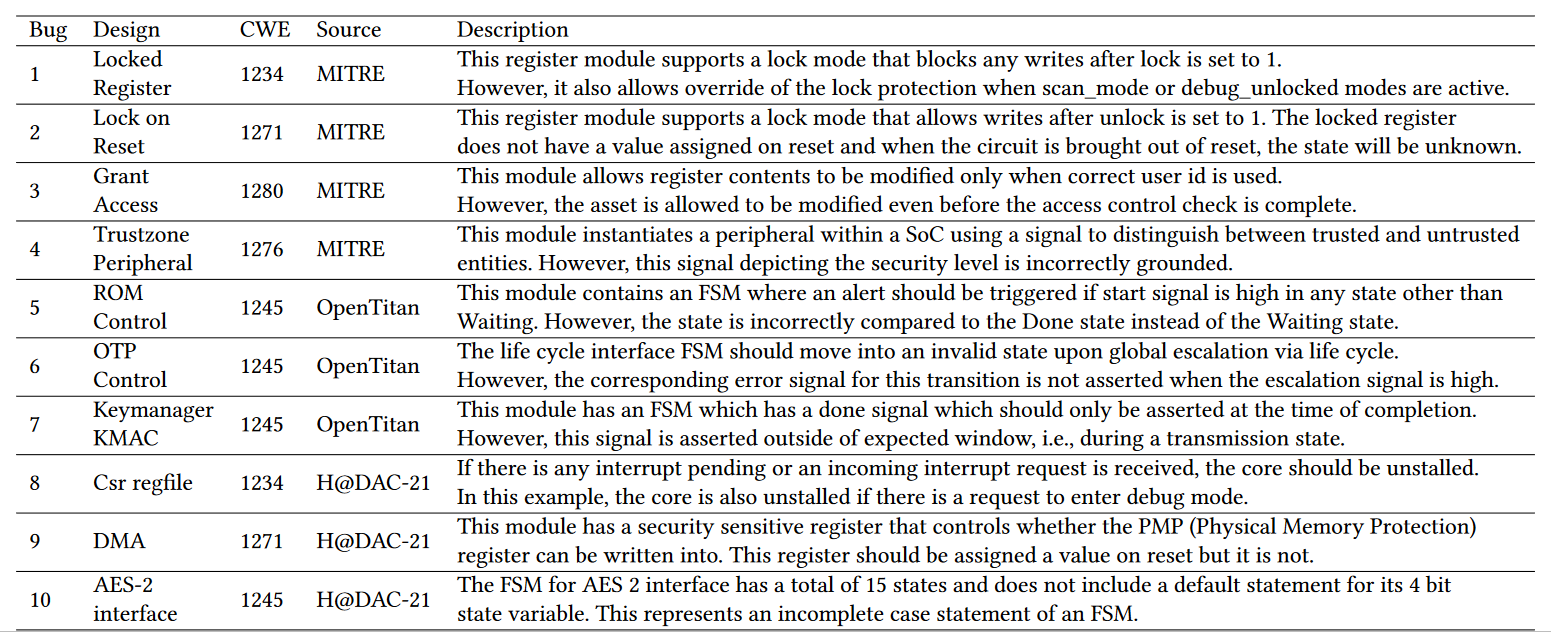 Bug Design CWE Source Description
1 Locked Register 1234 MITRE This register module supports a lock mode that blocks any writes after lock is set to 1.
However, it also allows override of the lock protection when scan_mode or debug_unlocked modes are active.
2 Lock on Reset 1271 MITRE This register module supports a lock mode that allows writes after unlock is set to 1. The locked register
does not have a value assigned on reset and when the circuit is brought out of reset, the state will be unknown.
3 Grant Access 1280 MITRE This module allows register contents to be modified only when correct user id is used.
However, the asset is allowed to be modified even before the access control check is complete.
4 Trustzone Peripheral 1276 MITRE This module instantiates a peripheral within a SoC using a signal to distinguish between trusted and untrusted
entities. However, this signal depicting the security level is incorrectly grounded.
5 ROM Control 1245 OpenTitan This module contains an FSM where an alert should be triggered if start signal is high in any state other than
Waiting. However, the state is incorrectly compared to the Done state instead of the Waiting state.
6 OTP Control 1245 OpenTitan The life cycle interface FSM should move into an invalid state upon global escalation via life cycle.
However, the corresponding error signal for this transition is not asserted when the escalation signal is high.
7 Keymanager KMAC 1245 OpenTitan This module has an FSM which has a done signal which should only be asserted at the time of completion.
However, this signal is asserted outside of expected window, i.e., during a transmission state.
8 Csr regfile 1234 H@DAC-21 If there is any interrupt pending or an incoming interrupt request is received, the core should be unstalled.
In this example, the core is also unstalled if there is a request to enter debug mode.
9 DMA 1271 H@DAC-21 This module has a security sensitive register that controls whether the PMP (Physical Memory Protection)
register can be written into. This register should be assigned a value on reset but it is not.
10 AES-2 interface 1245 H@DAC-21 The FSM for AES 2 interface has a total of 15 states and does not include a default statement for its 4 bit
state variable. This represents an incomplete case statement of an FSM.